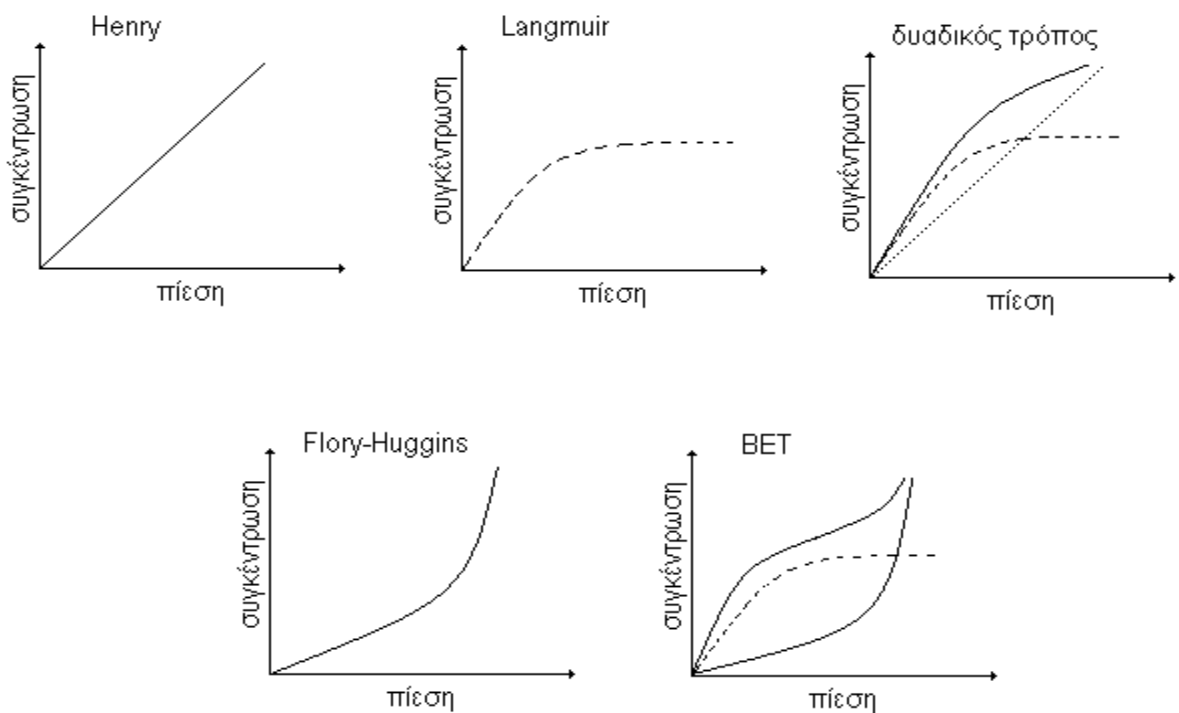 Henry
συγκέντρωση
πίεση
Langmuir
συγκέντρωση
πίεση
δυαδικός τρόπος
συγκέντρωση
πίεση
Flory-Huggins
συγκέντρωση
πίεση
BET
συγκέντρωση
πίεση